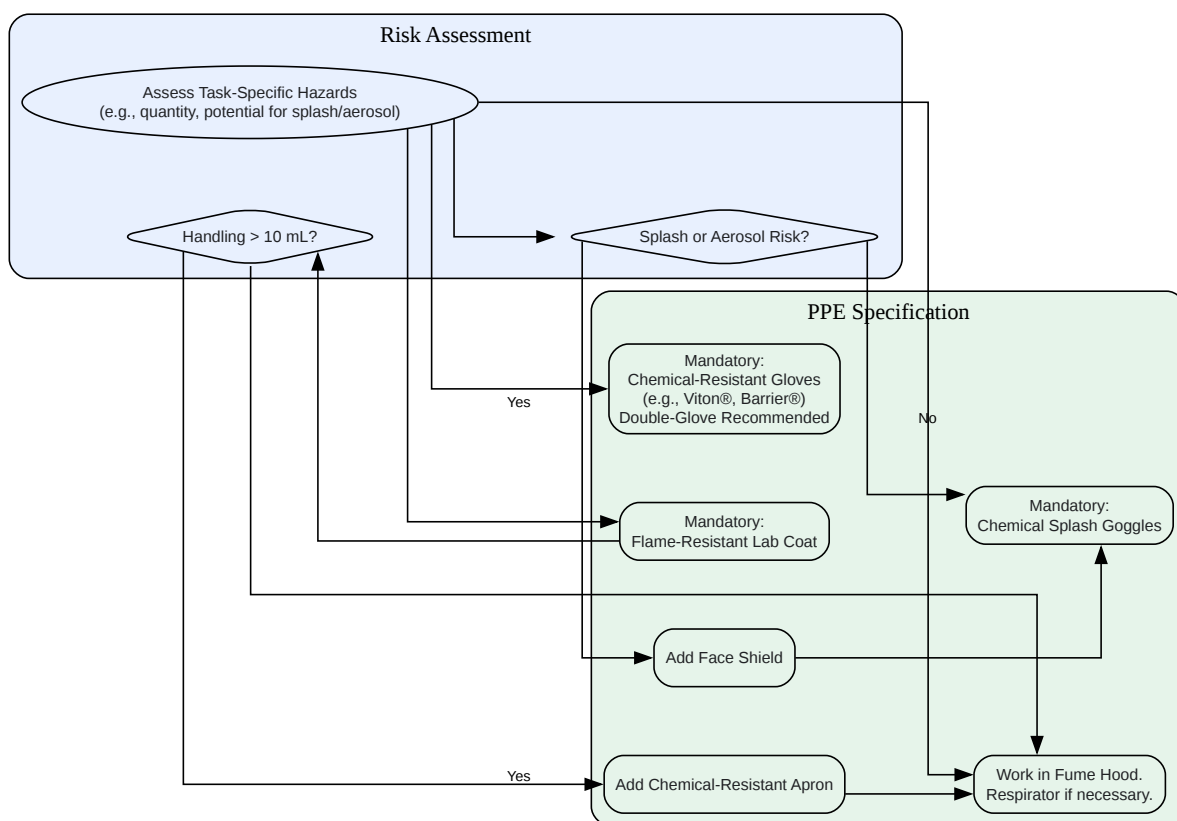 Risk Assessment
Assess Task-Specific Hazards
(e.g., quantity, potential for splash/aerosol)
Handling > 10 mL?
Splash or Aerosol Risk?
PPE Specification
Mandatory:
Chemical-Resistant Gloves
(e.g., Viton®, Barrier®)
Double-Glove Recommended
Yes
No
Mandatory:
Chemical Splash Goggles
Mandatory:
Flame-Resistant Lab Coat
Add Face Shield
Yes
Add Chemical-Resistant Apron
Work in Fume Hood.
Respirator if necessary.